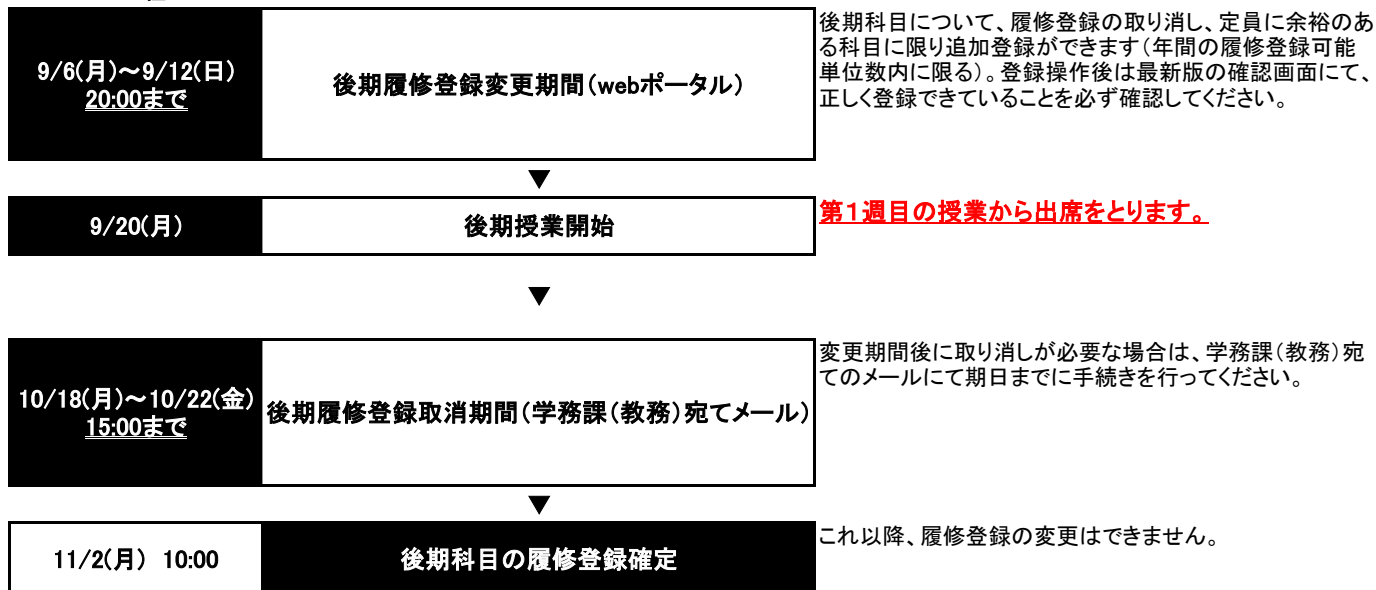 後期科目について、履修登録の取り消し、定員に余裕のあ
る科目に限り追加登録ができます（年間の履修登録可能
単位数内に限る）。登録操作後は最新版の確認画面にて、
正しく登録できていることを必ず確認してください。
9/6(月)～9/12(日)
20:00まで
後期履修登録変更期間（webポータル）
▼
9/20(月)
後期授業開始
第1週目の授業から出席をとります。
▼
変更期間後に取り消しが必要な場合は、学務課（教務）宛
てのメールにて期日までに手続きを行ってください。
10/18(月)～10/22(金)
15:00まで
後期履修登録取消期間（学務課（教務）宛てメール）
▼
11/2(月) 10:00
後期科目の履修登録確定
これ以降、履修登録の変更はできません。